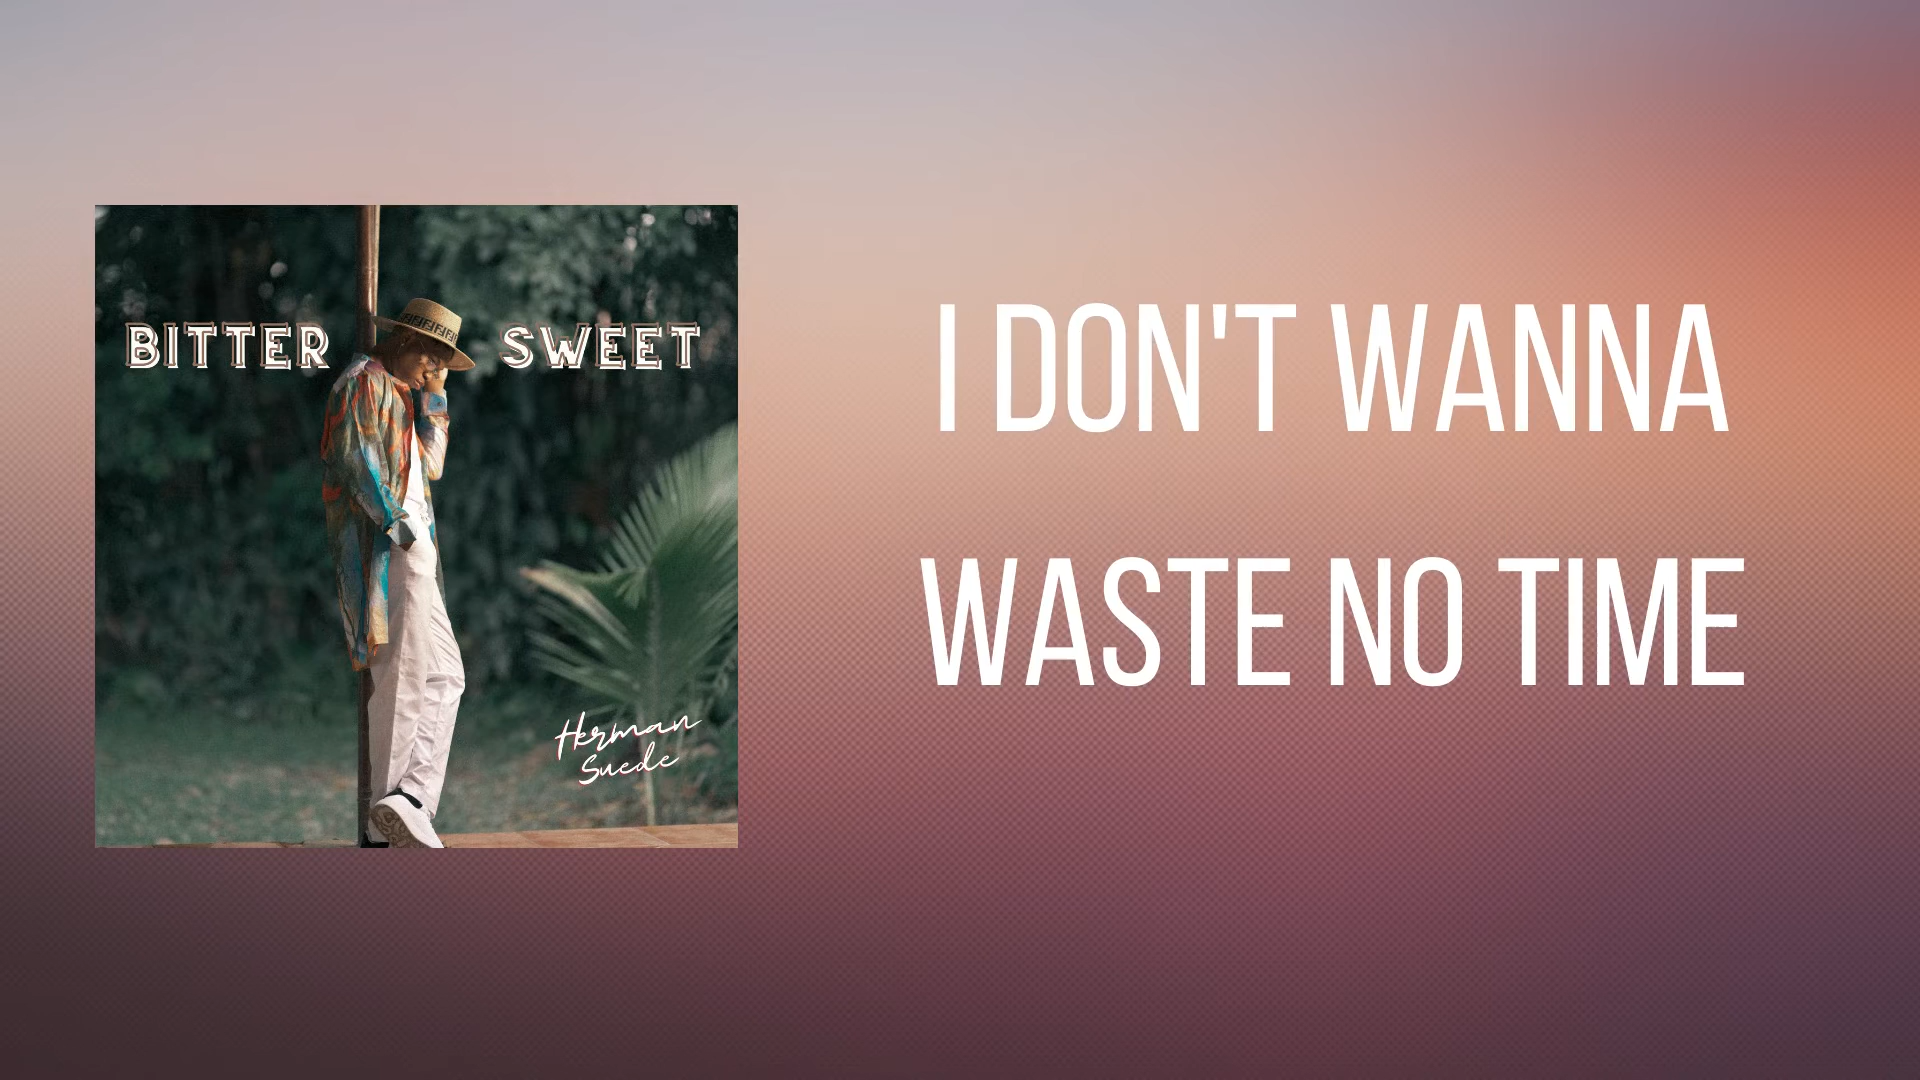 BITTER SWEET
Herman
Suede
I DON'T WANNA
WASTE NO TIME